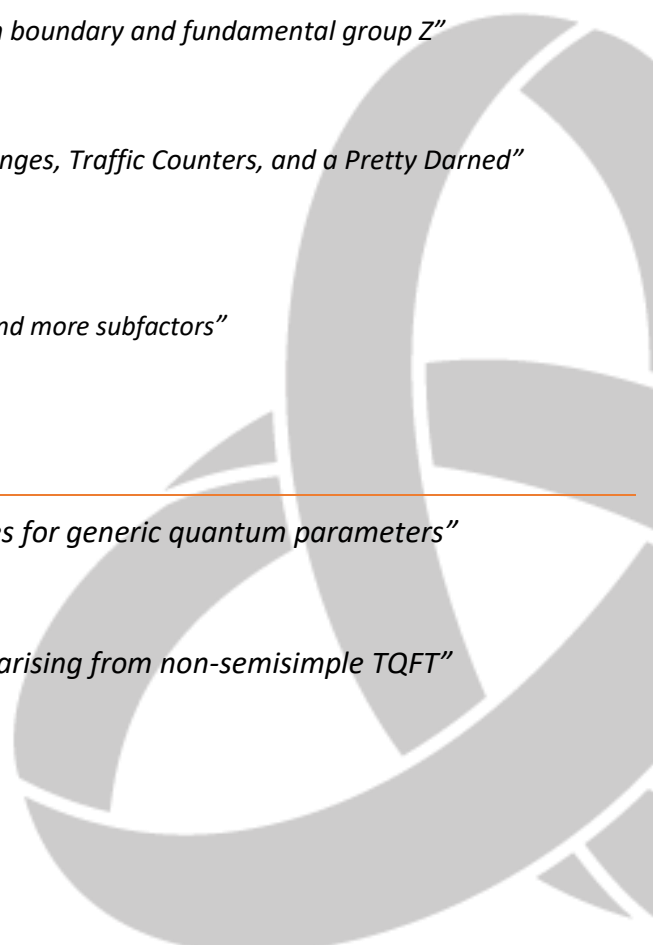 n boundary and fundamental group Z”
nges, Traffic Counters, and a Pretty Darned”
nd more subfactors”
es for generic quantum parameters”
arising from non-semisimple TQFT”